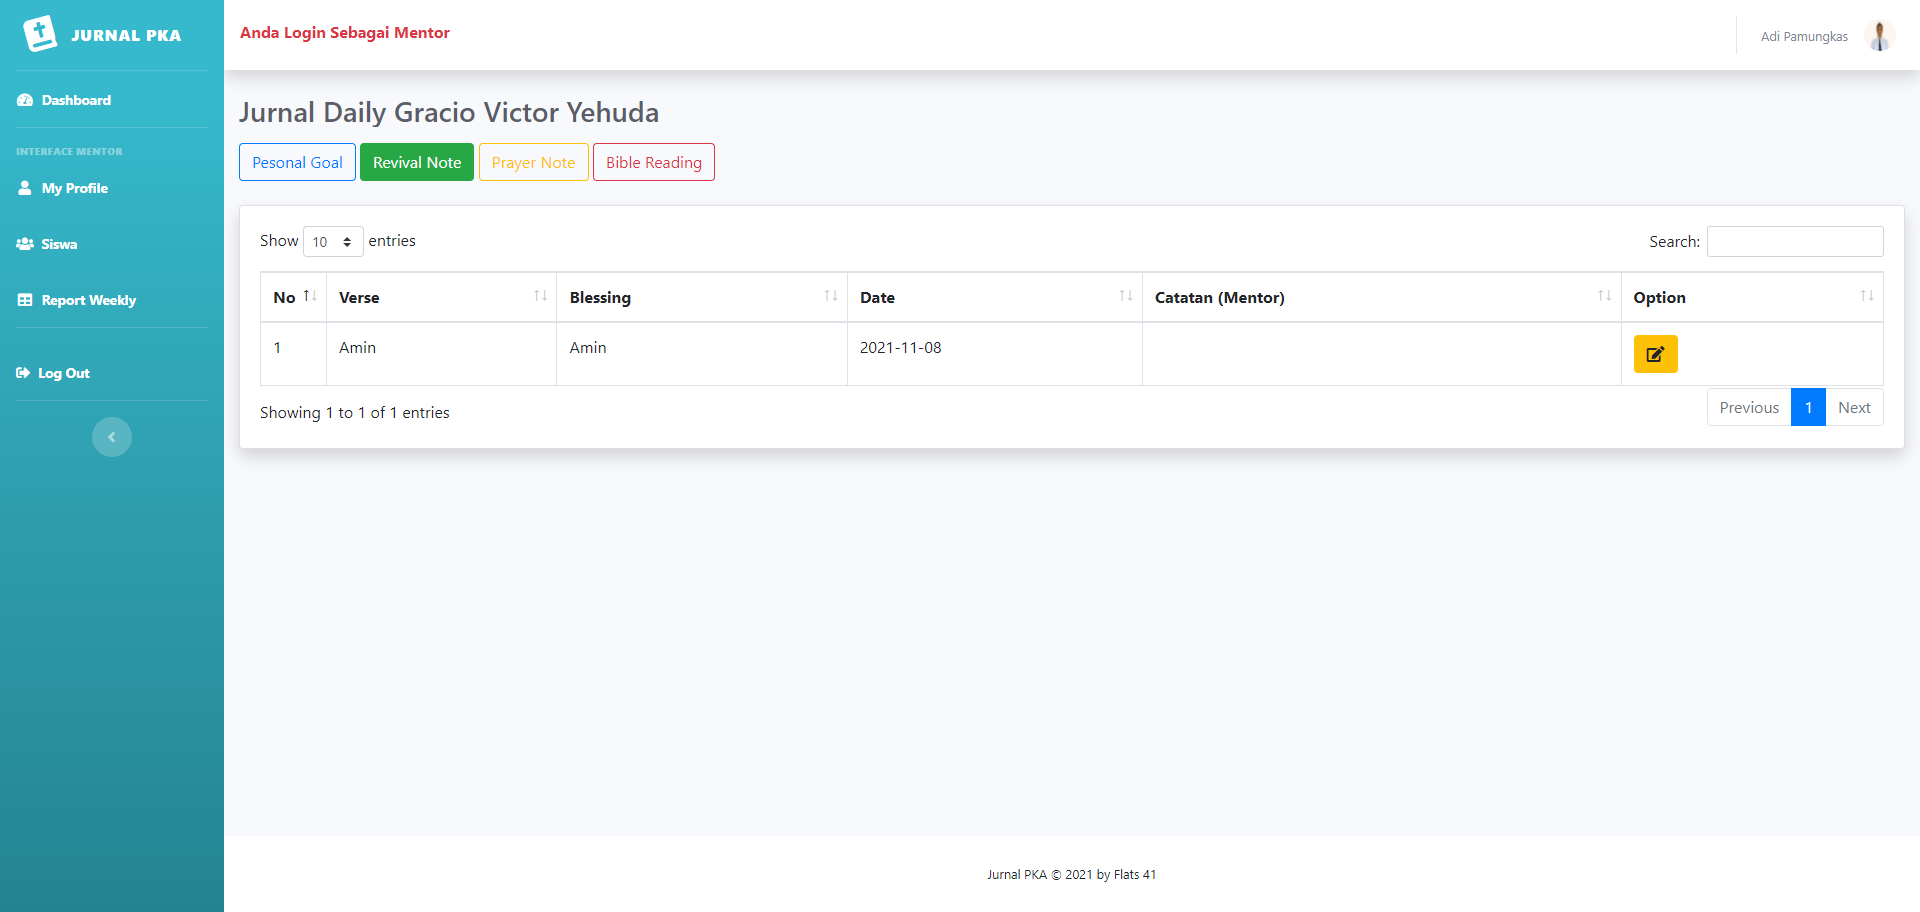 JURNAL PKA
Anda Login Sebagai Mentor
Adi Pamungkas
Dashboard
INTERFACE MENTOR
My Profile
Siswa
Report Weekly
Log Out
Jurnal Daily Gracio Victor Yehuda
Pesonal Goal Revival Note Prayer Note Bible Reading
Show 10 entries Search:
No Verse Blessing Date Catatan (Mentor) Option
1 Amin Amin 2021-11-08
Showing 1 to 1 of 1 entries Previous 1 Next
Jurnal PKA © 2021 by Flats 41